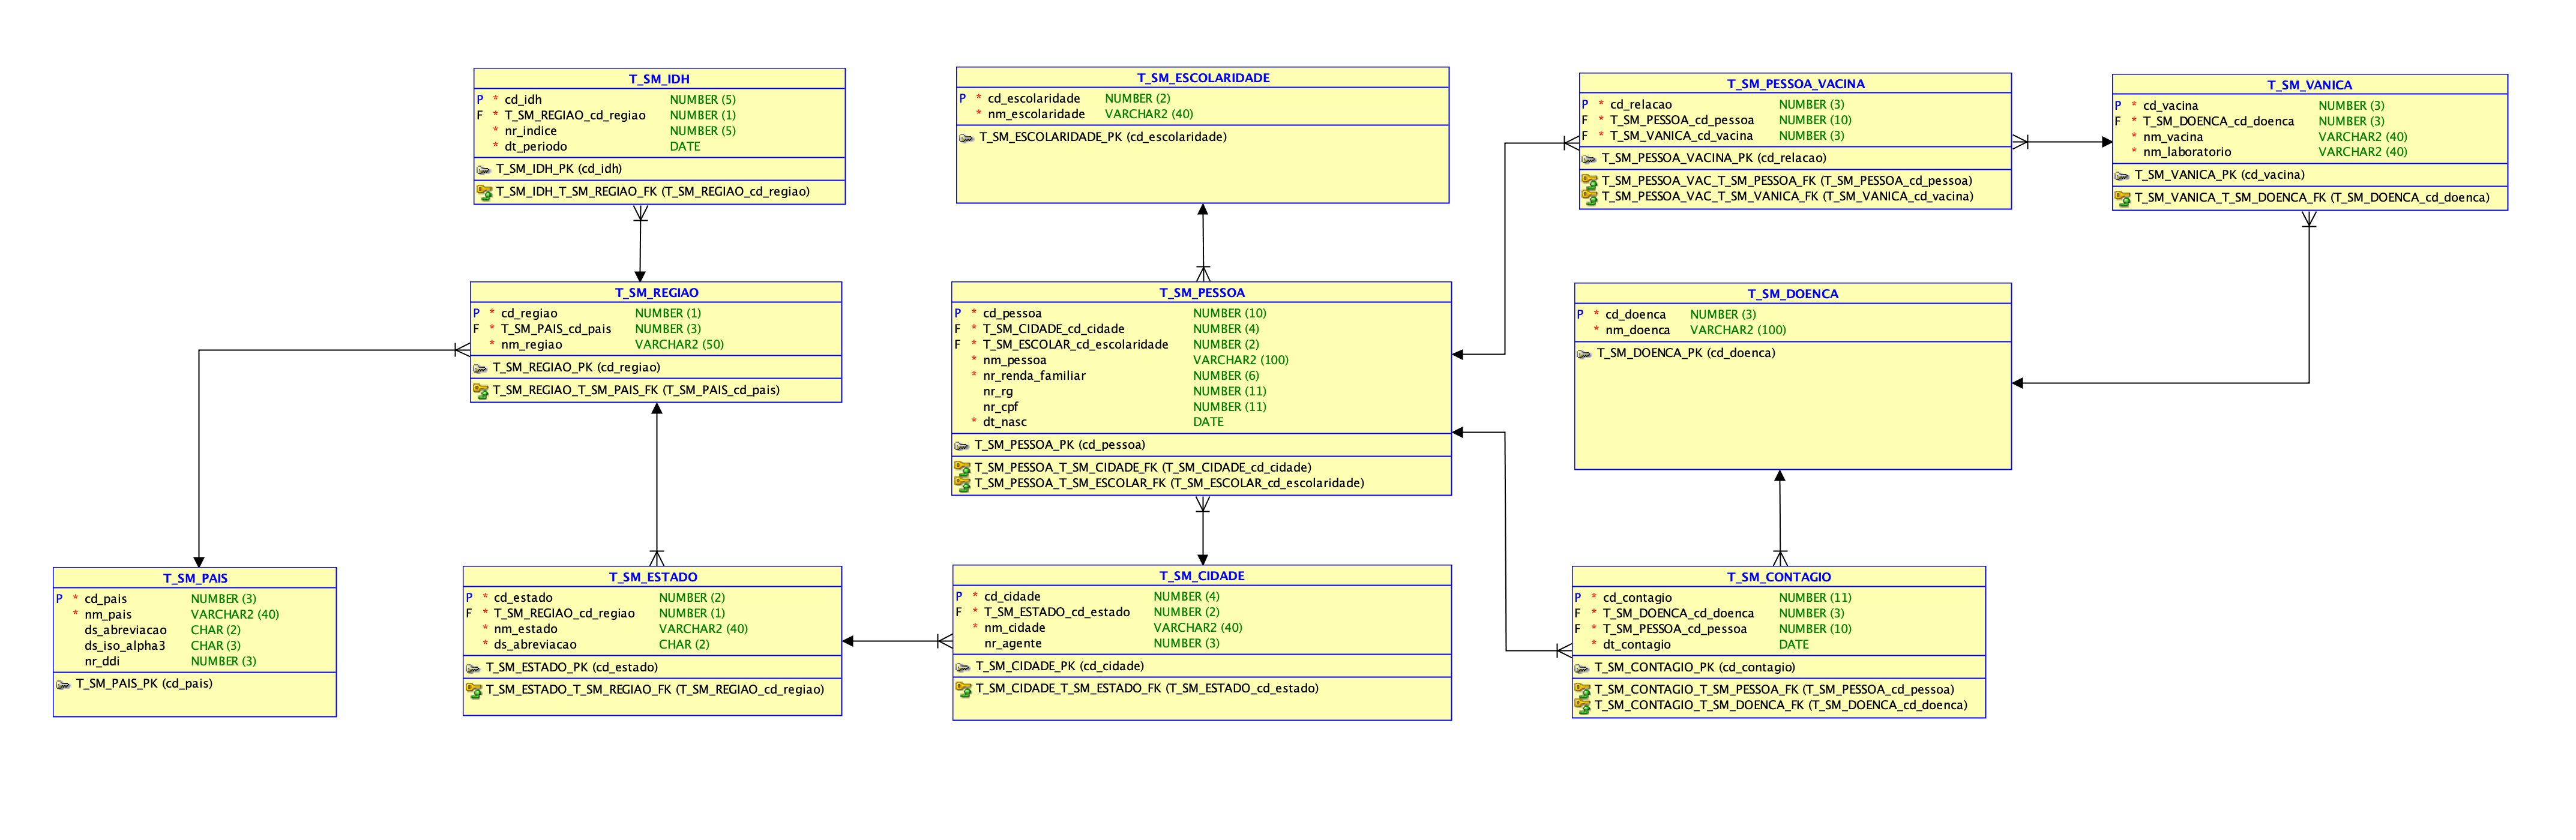 T_SM_IDH
P * cd_idh NUMBER (5)
F * T_SM_REGIAO_cd_regiao NUMBER (1)
* nr_indice NUMBER (5)
* dt_periodo DATE
T_SM_IDH_PK (cd_idh)
T_SM_IDH_T_SM_REGIAO_FK (T_SM_REGIAO_cd_regiao)
T_SM_ESCOLARIDADE
P * cd_escolaridade NUMBER (2)
* nm_escolaridade VARCHAR2 (40)
T_SM_ESCOLARIDADE_PK (cd_escolaridade)
T_SM_PESSOA_VACINA
P * cd_relacao NUMBER (3)
F * T_SM_PESSOA_cd_pessoa NUMBER (10)
F * T_SM_VANICA_cd_vacina NUMBER (3)
T_SM_PESSOA_VACINA_PK (cd_relacao)
T_SM_PESSOA_VAC_T_SM_PESSOA_FK (T_SM_PESSOA_cd_pessoa)
T_SM_PESSOA_VAC_T_SM_VANICA_FK (T_SM_VANICA_cd_vacina)
T_SM_VANICA
P * cd_vacina NUMBER (3)
F * T_SM_DOENCA_cd_doenca NUMBER (3)
* nm_vacina VARCHAR2 (40)
* nm_laboratorio VARCHAR2 (40)
T_SM_VANICA_PK (cd_vacina)
T_SM_VANICA_T_SM_DOENCA_FK (T_SM_DOENCA_cd_doenca)
T_SM_REGIAO
P * cd_regiao NUMBER (1)
F * T_SM_PAIS_cd_pais NUMBER (3)
* nm_regiao VARCHAR2 (50)
T_SM_REGIAO_PK (cd_regiao)
T_SM_REGIAO_T_SM_PAIS_FK (T_SM_PAIS_cd_pais)
T_SM_PESSOA
P * cd_pessoa NUMBER (10)
F * T_SM_CIDADE_cd_cidade NUMBER (4)
F * T_SM_ESCOLAR_cd_escolaridade NUMBER (2)
* nm_pessoa VARCHAR2 (100)
* nr_renda_familiar NUMBER (6)
nr_rg NUMBER (11)
nr_cpf NUMBER (11)
* dt_nasc DATE
T_SM_PESSOA_PK (cd_pessoa)
T_SM_PESSOA_T_SM_CIDADE_FK (T_SM_CIDADE_cd_cidade)
T_SM_PESSOA_T_SM_ESCOLAR_FK (T_SM_ESCOLAR_cd_escolaridade)
T_SM_DOENCA
P * cd_doenca NUMBER (3)
* nm_doenca VARCHAR2 (100)
T_SM_DOENCA_PK (cd_doenca)
T_SM_PAIS
P * cd_pais NUMBER (3)
* nm_pais VARCHAR2 (40)
ds_abreviacao CHAR (2)
ds_iso_alpha3 CHAR (3)
nr_ddi NUMBER (3)
T_SM_PAIS_PK (cd_pais)
T_SM_ESTADO
P * cd_estado NUMBER (2)
F * T_SM_REGIAO_cd_regiao NUMBER (1)
* nm_estado VARCHAR2 (40)
* ds_abreviacao CHAR (2)
T_SM_ESTADO_PK (cd_estado)
T_SM_ESTADO_T_SM_REGIAO_FK (T_SM_REGIAO_cd_regiao)
T_SM_CIDADE
P * cd_cidade NUMBER (4)
F * T_SM_ESTADO_cd_estado NUMBER (2)
* nm_cidade VARCHAR2 (40)
nr_agente NUMBER (3)
T_SM_CIDADE_PK (cd_cidade)
T_SM_CIDADE_T_SM_ESTADO_FK (T_SM_ESTADO_cd_estado)
T_SM_CONTAGIO
P * cd_contagio NUMBER (11)
F * T_SM_DOENCA_cd_doenca NUMBER (3)
F * T_SM_PESSOA_cd_pessoa NUMBER (10)
* dt_contagio DATE
T_SM_CONTAGIO_PK (cd_contagio)
T_SM_CONTAGIO_T_SM_PESSOA_FK (T_SM_PESSOA_cd_pessoa)
T_SM_CONTAGIO_T_SM_DOENCA_FK (T_SM_DOENCA_cd_doenca)